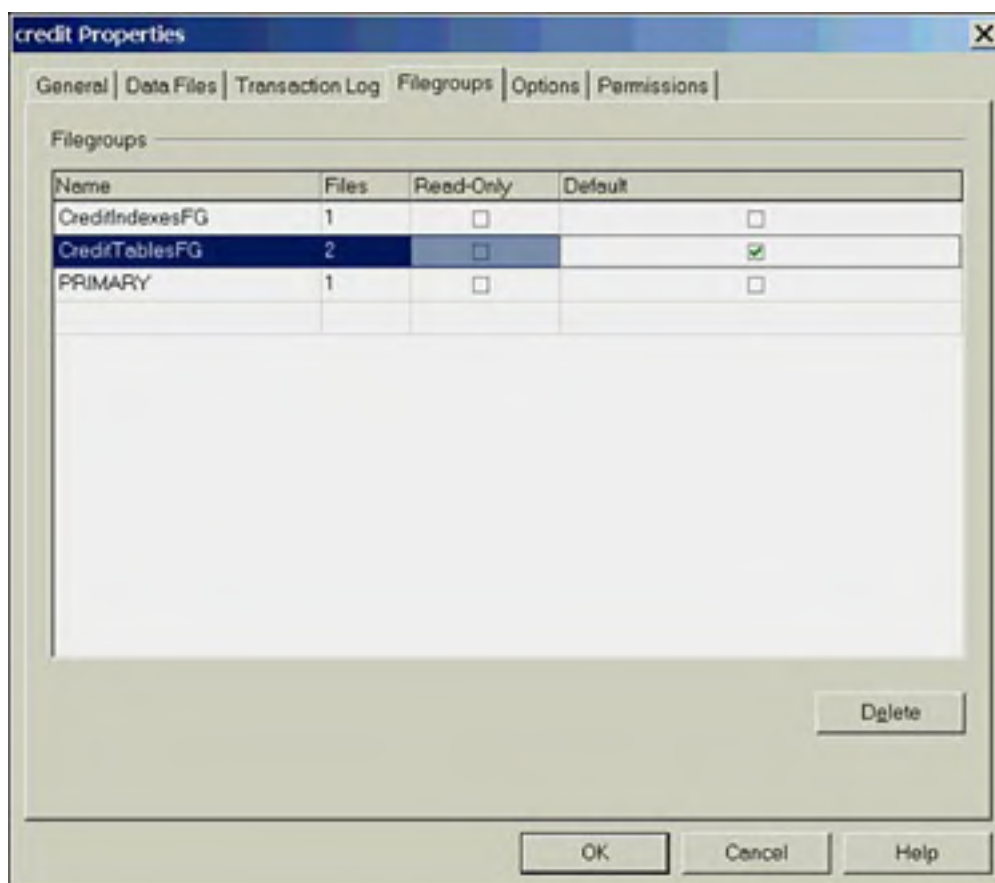 credit Properties
General Data Files Transaction Log Filegroups Options Permissions
Filegroups
Name Files Read-Only Default
CreditIndexesFG 1
CreditTablesFG 2
PRIMARY 1
Delete
OK Cancel Help